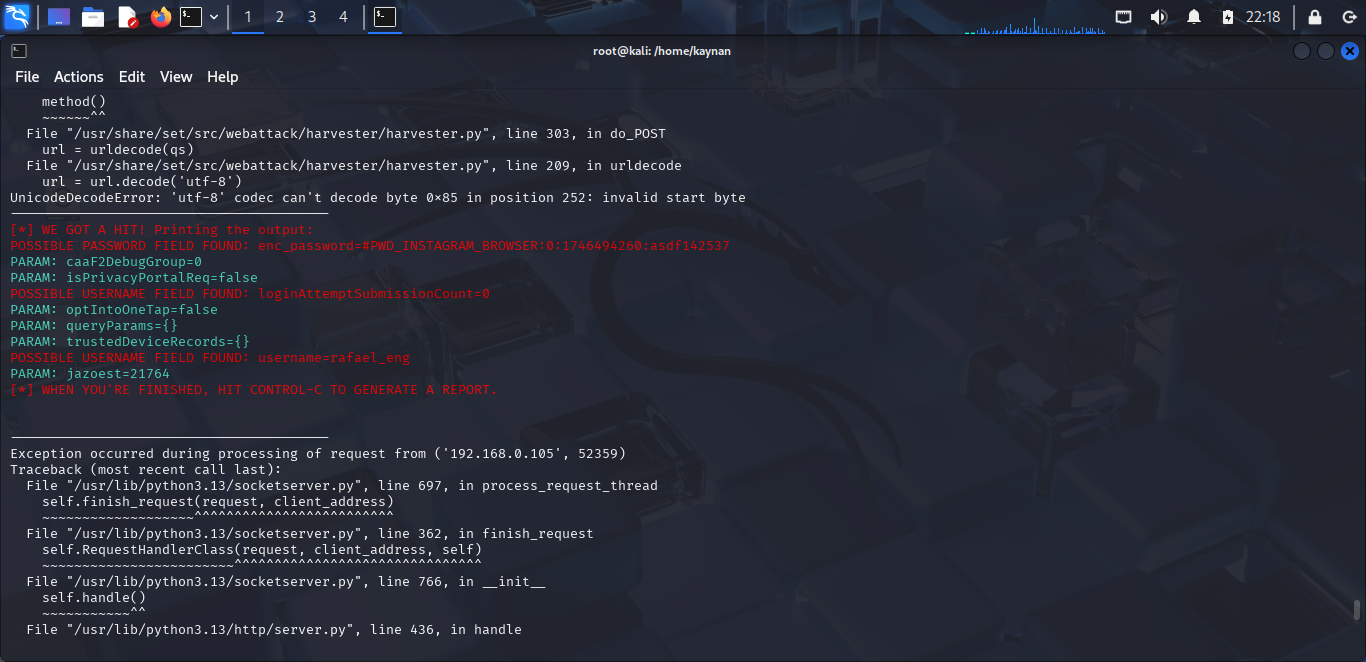 1 2 3 4 22:18
root@kali: /home/kaynan
File Actions Edit View Help
method()
~~~~~~^^
File "/usr/share/set/src/webattack/harvester/harvester.py", line 303, in do_POST
url = urldecode(qs)
File "/usr/share/set/src/webattack/harvester/harvester.py", line 209, in urldecode
url = url.decode('utf-8')
UnicodeDecodeError: 'utf-8' codec can't decode byte 0×85 in position 252: invalid start byte
[*] WE GOT A HIT! Printing the output:
POSSIBLE PASSWORD FIELD FOUND: enc_password=#PWD_INSTAGRAM_BROWSER:0:1746494260:asdf142537
PARAM: caaF2DebugGroup=0
PARAM: isPrivacyPortalReq=false
POSSIBLE USERNAME FIELD FOUND: loginAttemptSubmissionCount=0
PARAM: optIntoOneTap=false
PARAM: queryParams={}
PARAM: trustedDeviceRecords={}
POSSIBLE USERNAME FIELD FOUND: username=rafael_eng
PARAM: jazoest=21764
[*] WHEN YOU'RE FINISHED, HIT CONTROL-C TO GENERATE A REPORT.
Exception occurred during processing of request from ('192.168.0.105', 52359)
Traceback (most recent call last):
File "/usr/lib/python3.13/socketserver.py", line 697, in process_request_thread
self.finish_request(request, client_address)
~~~~~~~~~~~~~~~~~~~^^^^^^^^^^^^^^^^^^^^^^^^^
File "/usr/lib/python3.13/socketserver.py", line 362, in finish_request
self.RequestHandlerClass(request, client_address, self)
~~~~~~~~~~~~~~~~~~~~~~~~^^^^^^^^^^^^^^^^^^^^^^^^^^^^^^^
File "/usr/lib/python3.13/socketserver.py", line 766, in __init__
self.handle()
~~~~~~~~~~~^^
File "/usr/lib/python3.13/http/server.py", line 436, in handle